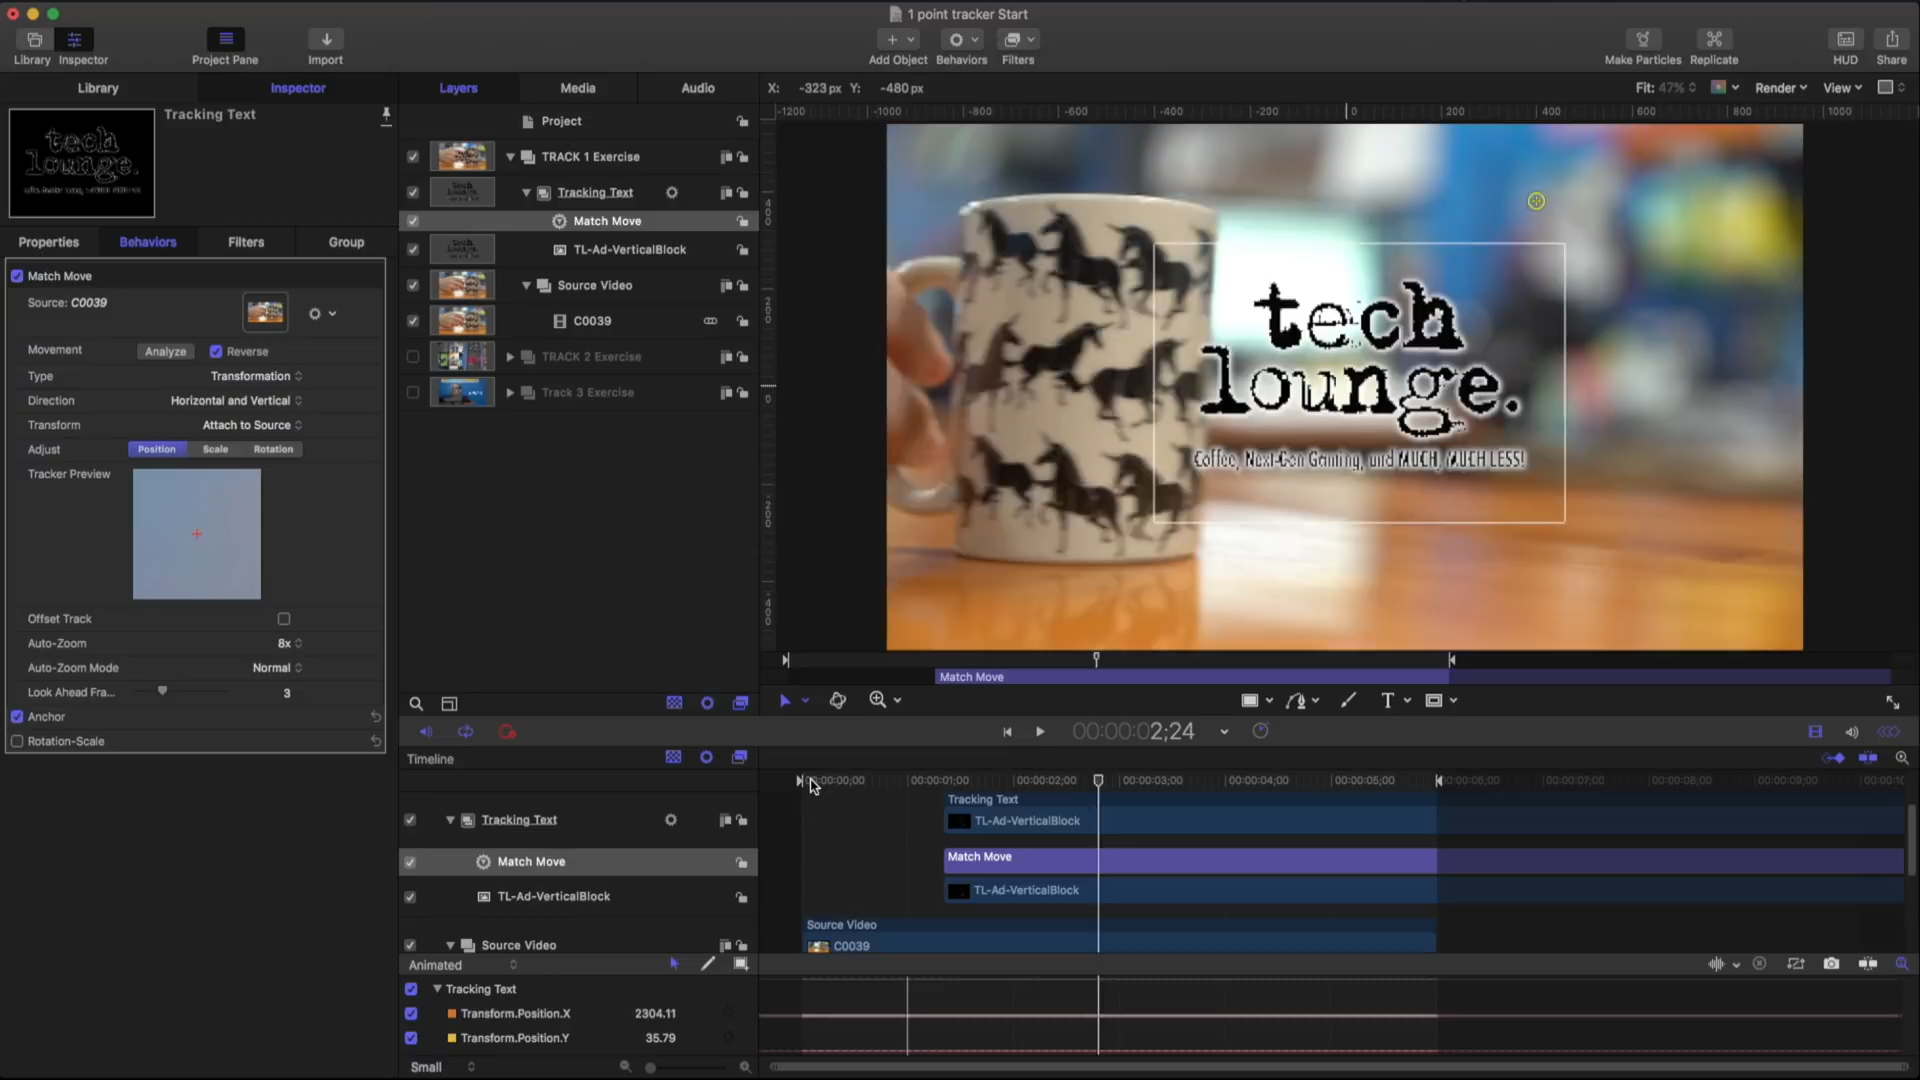 1 point tracker Start
Library
Inspector
Project Pane
Import
Add Object
Behaviors
Filters
Make Particles
Replicate
HUD
Share
Library
Inspector
Layers
Media
Audio
X: -323 px Y: -480 px
Fit: 47%
Render
View
tech
lounge.
Tracking Text
Properties
Behaviors
Filters
Group
Match Move
Source: C0039
Movement
Analyze
Reverse
Type
Transformation
Direction
Horizontal and Vertical
Transform
Attach to Source
Adjust
Position
Scale
Rotation
Tracker Preview
Offset Track
Auto-Zoom
8x
Auto-Zoom Mode
Normal
Look Ahead Fra...
3
Anchor
Rotation-Scale
Project
TRACK 1 Exercise
Tracking Text
Match Move
TL-Ad-VerticalBlock
Source Video
C0039
TRACK 2 Exercise
Track 3 Exercise
-1200 -1000 -800 -600 -400 -200 0 200 400 600 800 1000
tech
lounge.
Coffee, Next-Gen Gaming, and MUCH, MUCH LESS!
Match Move
T
00:00:02;24
Timeline
00:00:00;00 00:00:01;00 00:00:02;00 00:00:03;00 00:00:04;00 00:00:05;00 00:00:06;00 00:00:07;00 00:00:08;00 00:00:09;00
Tracking Text
Match Move
TL-Ad-VerticalBlock
Source Video
Tracking Text
TL-Ad-VerticalBlock
Match Move
TL-Ad-VerticalBlock
Source Video
C0039
Animated
Tracking Text
Transform.Position.X 2304.11
Transform.Position.Y 35.79
Small